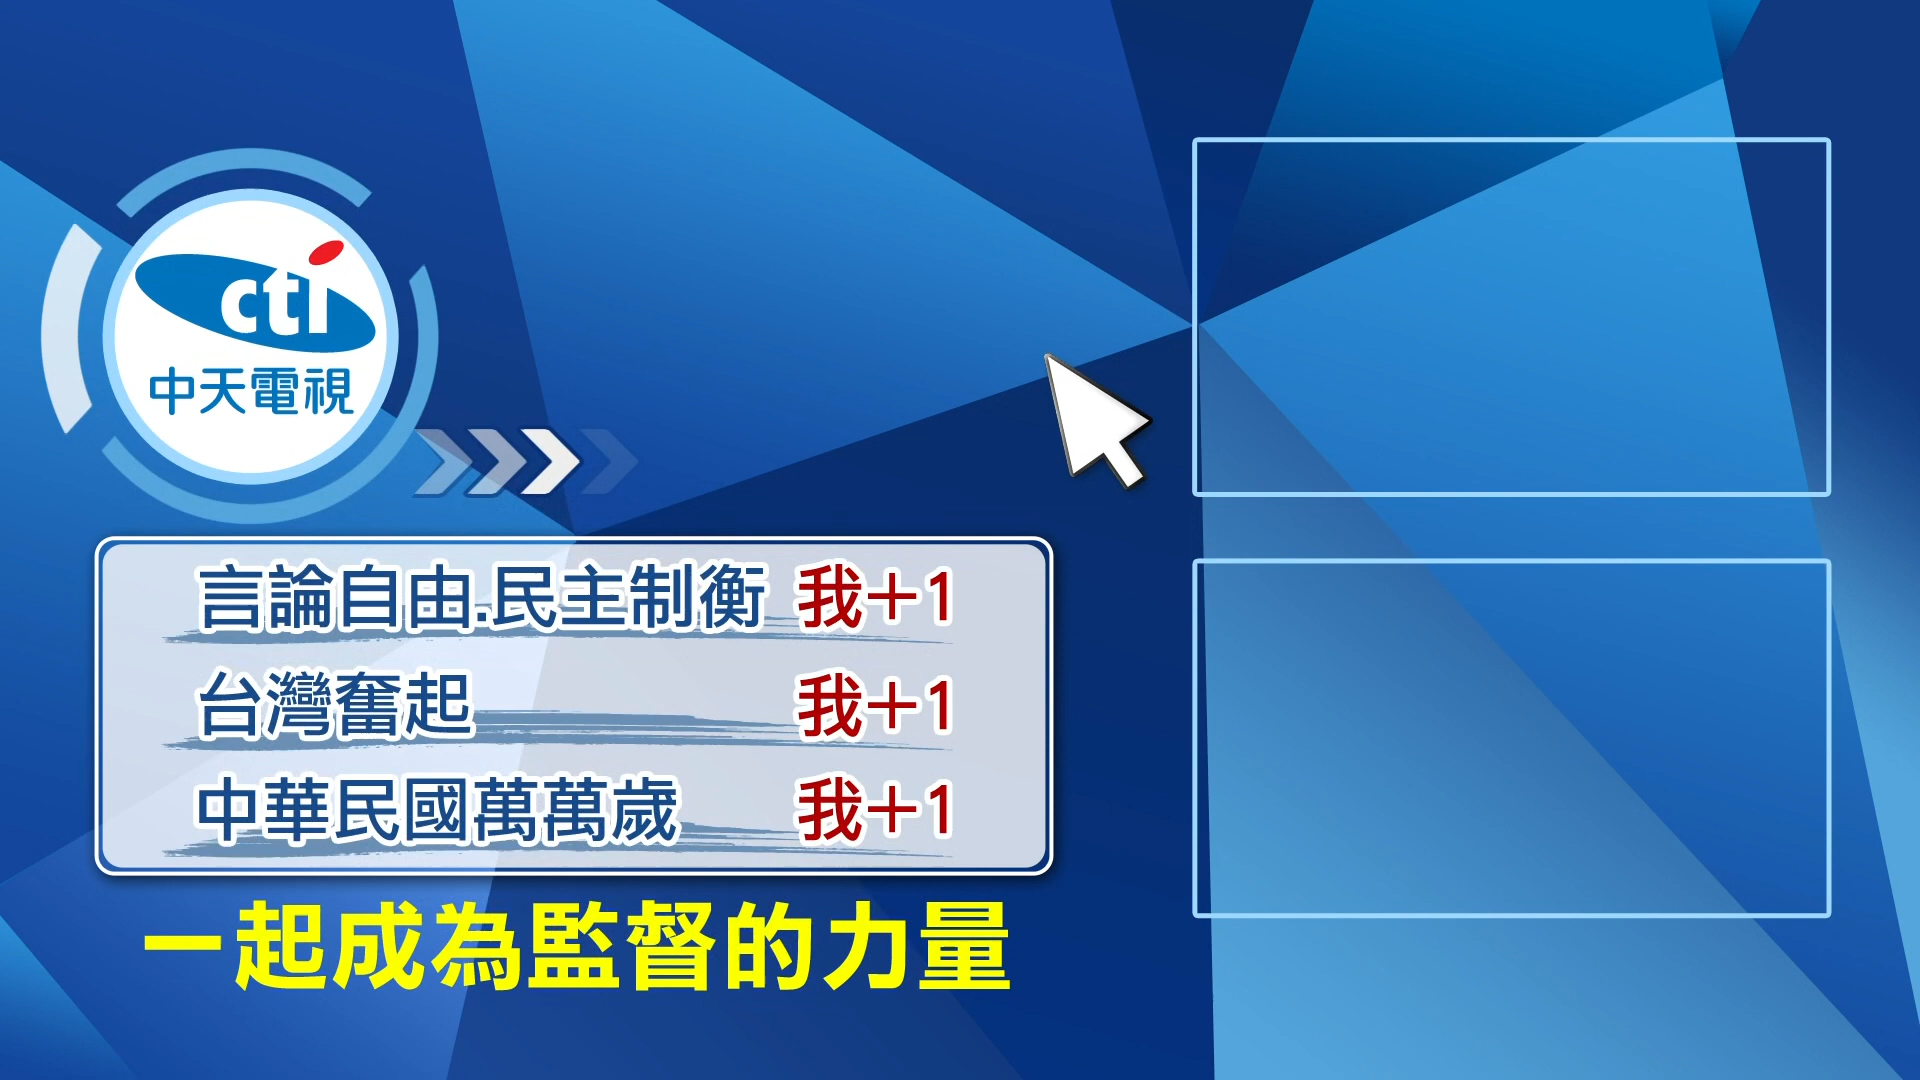 cti
中天電視
言論自由.民主制衡 我+1
台灣奮起 我+1
中華民國萬萬歲 我+1
一起成為監督的力量